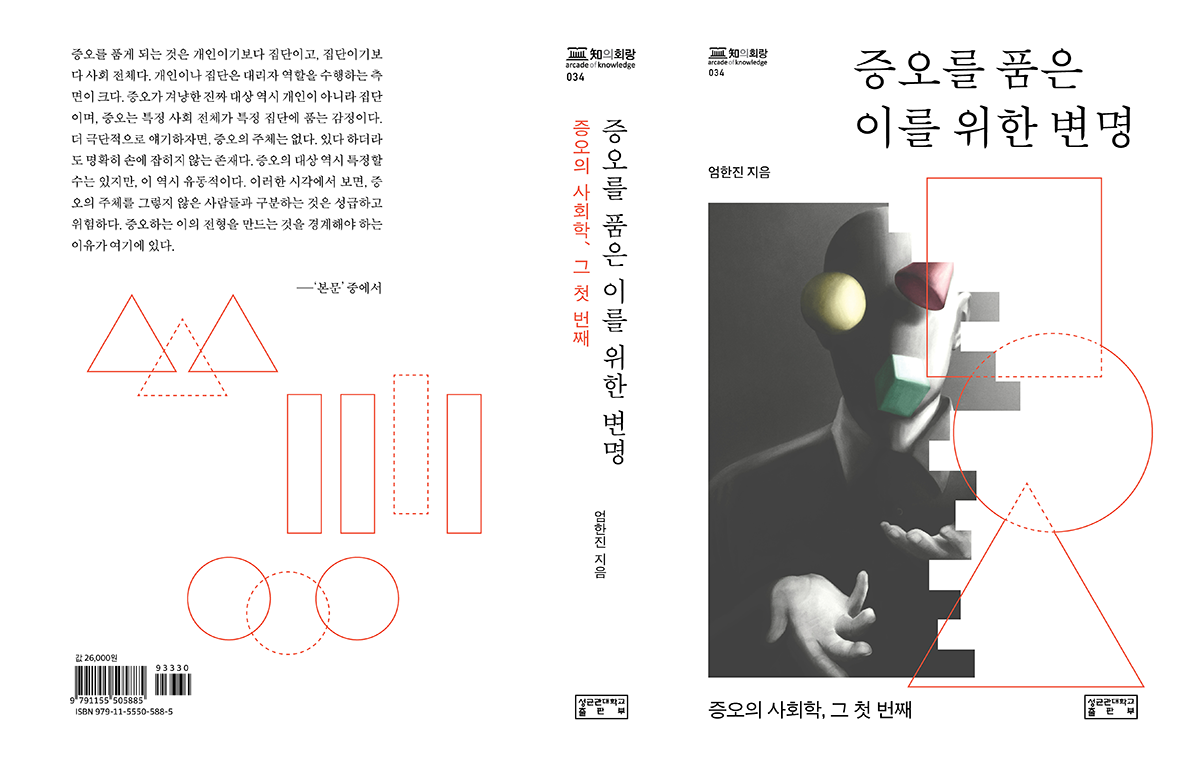 증오를 품게 되는 것은 개인이기보다 집단이고, 집단이기보
다 사회 전체다. 개인이나 집단은 대리자 역할을 수행하는 측
면이 크다. 증오가 겨냥한 진짜 대상 역시 개인이 아니라 집단
이며, 증오는 특정 사회 전체가 특정 집단에 품는 감정이다.
더 극단적으로 얘기하자면, 증오의 주체는 없다. 있다 하더라
도 명확히 손에 잡히지 않는 존재다. 증오의 대상 역시 특정할
수는 있지만, 이 역시 유동적이다. 이러한 시각에서 보면, 증
오의 주체를 그렇지 않은 사람들과 구분하는 것은 성급하고
위험하다. 증오하는 이의 전형을 만드는 것을 경계해야 하는
이유가 여기에 있다.
—‘본문’ 중에서
값 26,000원
93330
9 791155 505885
ISBN 979-11-5550-588-5
知의회랑
arcade of knowledge
034
증오를 품은 이를 위한 변명
증오의 사회학, 그 첫 번째
엄한진 지음
성균관대학교
출판부
知의회랑
arcade of knowledge
034
증오를 품은
이를 위한 변명
엄한진 지음
증오의 사회학, 그 첫 번째
성균관대학교
출판부